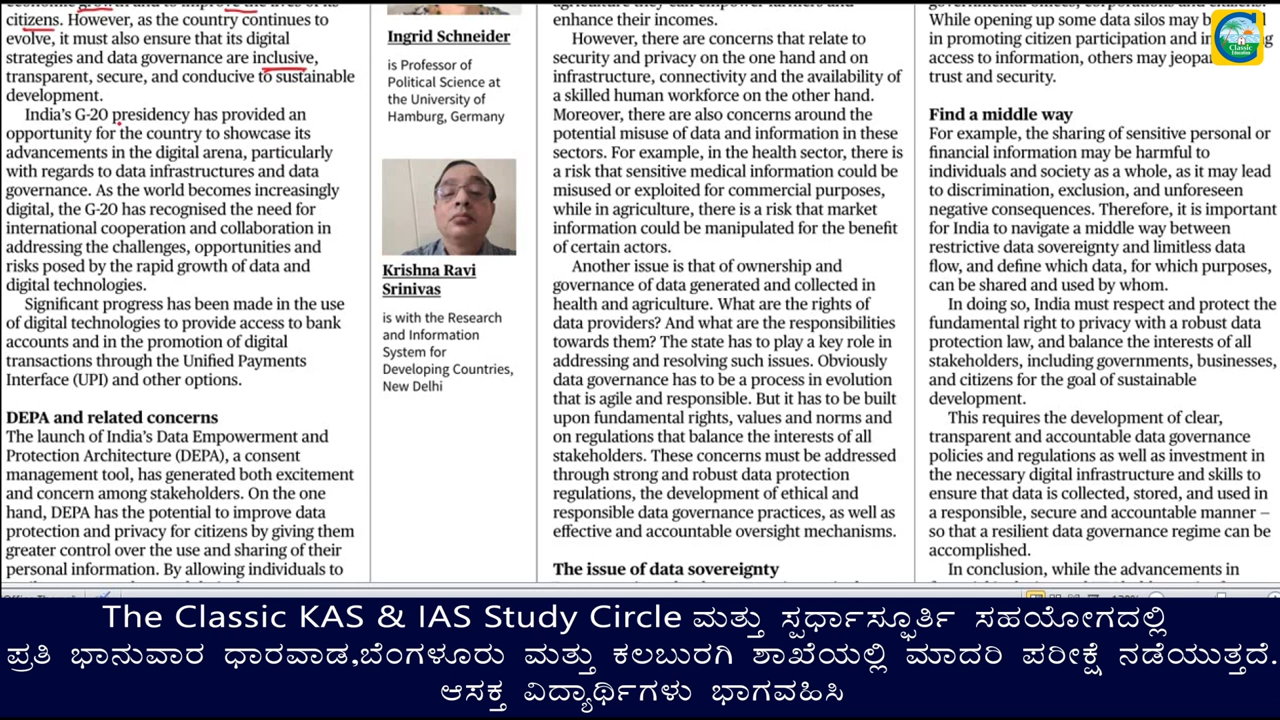 citizens. However, as the country continues to
evolve, it must also ensure that its digital
strategies and data governance are inclusive,
transparent, secure, and conducive to sustainable
development.
India's G-20 presidency has provided an
opportunity for the country to showcase its
advancements in the digital arena, particularly
with regards to data infrastructures and data
governance. As the world becomes increasingly
digital, the G-20 has recognised the need for
international cooperation and collaboration in
addressing the challenges, opportunities and
risks posed by the rapid growth of data and
digital technologies.
Significant progress has been made in the use
of digital technologies to provide access to bank
accounts and in the promotion of digital
transactions through the Unified Payments
Interface (UPI) and other options.
DEPA and related concerns
The launch of India's Data Empowerment and
Protection Architecture (DEPA), a consent
management tool, has generated both excitement
and concern among stakeholders. On the one
hand, DEPA has the potential to improve data
protection and privacy for citizens by giving them
greater control over the use and sharing of their
personal information. By allowing individuals to
Ingrid Schneider
is Professor of
Political Science at
the University of
Hamburg, Germany
Krishna Ravi
Srinivas
is with the Research
and Information
System for
Developing Countries,
New Delhi
enhance their incomes.
However, there are concerns that relate to
security and privacy on the one hand and on
infrastructure, connectivity and the availability of
a skilled human workforce on the other hand.
Moreover, there are also concerns around the
potential misuse of data and information in these
sectors. For example, in the health sector, there is
a risk that sensitive medical information could be
misused or exploited for commercial purposes,
while in agriculture, there is a risk that market
information could be manipulated for the benefit
of certain actors.
Another issue is that of ownership and
governance of data generated and collected in
health and agriculture. What are the rights of
data providers? And what are the responsibilities
towards them? The state has to play a key role in
addressing and resolving such issues. Obviously
data governance has to be a process in evolution
that is agile and responsible. But it has to be built
upon fundamental rights, values and norms and
on regulations that balance the interests of all
stakeholders. These concerns must be addressed
through strong and robust data protection
regulations, the development of ethical and
responsible data governance practices, as well as
effective and accountable oversight mechanisms.
The issue of data sovereignty
While opening up some data silos may be
in promoting citizen participation and
access to information, others may
trust and security.
Find a middle way
For example, the sharing of sensitive personal or
financial information may be harmful to
individuals and society as a whole, as it may lead
to discrimination, exclusion, and unforeseen
negative consequences. Therefore, it is important
for India to navigate a middle way between
restrictive data sovereignty and limitless data
flow, and define which data, for which purposes,
can be shared and used by whom.
In doing so, India must respect and protect the
fundamental right to privacy with a robust data
protection law, and balance the interests of all
stakeholders, including governments, businesses,
and citizens for the goal of sustainable
development.
This requires the development of clear,
transparent and accountable data governance
policies and regulations as well as investment in
the necessary digital infrastructure and skills to
ensure that data is collected, stored, and used in
a responsible, secure and accountable manner –
so that a resilient data governance regime can be
accomplished.
In conclusion, while the advancements in
Classic
Education
The Classic KAS & IAS Study Circle ಮತ್ತು ಸ್ಪರ್ಧಾಸ್ಫೂರ್ತಿ ಸಹಯೋಗದಲ್ಲಿ
ಪ್ರತಿ ಭಾನುವಾರ ಧಾರವಾಡ,ಬೆಂಗಳೂರು ಮತ್ತು ಕಲಬುರಗಿ ಶಾಖೆಯಲ್ಲಿ ಮಾದರಿ ಪರೀಕ್ಷೆ ನಡೆಯುತ್ತದೆ.
ಆಸಕ್ತ ವಿದ್ಯಾರ್ಥಿಗಳು ಭಾಗವಹಿಸಿ